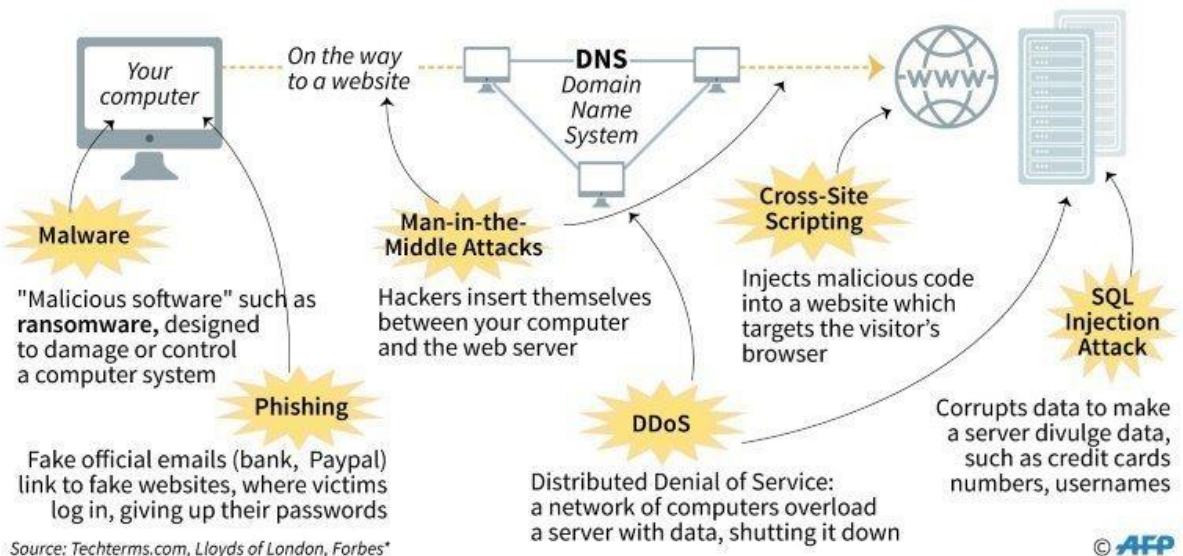 Your
computer
On the way
to a website
DNS
Domain
Name
System
WWW
Malware
"Malicious software" such as
ransomware, designed
to damage or control
a computer system
Phishing
Fake official emails (bank, Paypal)
link to fake websites, where victims
log in, giving up their passwords
Man-in-the-
Middle Attacks
Hackers insert themselves
between your computer
and the web server
DDoS
Distributed Denial of Service:
a network of computers overload
a server with data, shutting it down
Cross-Site
Scripting
Injects malicious code
into a website which
targets the visitor's
browser
SQL
Injection
Attack
Corrupts data to make
a server divulge data,
such as credit cards
numbers, usernames
Source: Techterms.com, Lloyds of London, Forbes*
© AFP